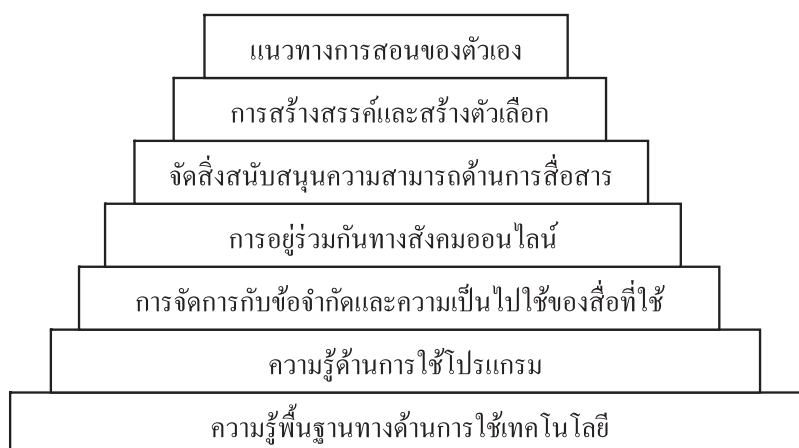 แนวทางการสอนของตัวเอง
การสร้างสรรค์และสร้างตัวเลือก
จัดสิ่งสนับสนุนความสามารถด้านการสื่อสาร
การอยู่ร่วมกันทางสังคมออนไลน์
การจัดการกับข้อจำกัดและความเป็นไปใช้ของสื่อที่ใช้
ความรู้ด้านการใช้โปรแกรม
ความรู้พื้นฐานทางด้านการใช้เทคโนโลยี